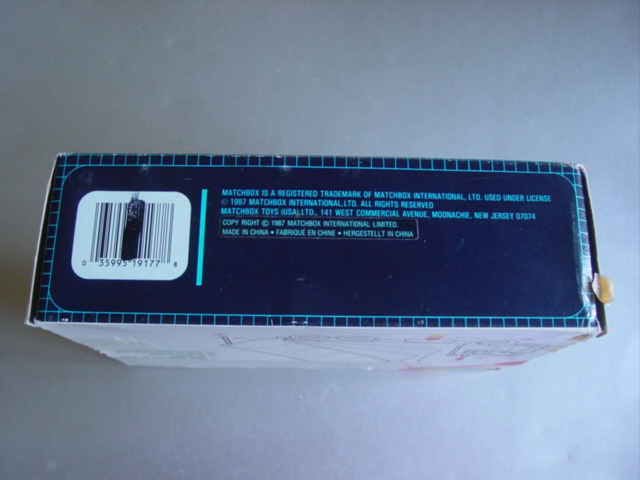 MATCHBOX IS A REGISTERED TRADEMARK OF MATCHBOX INTERNATIONAL, LTD. USED UNDER LICENSE
© 1987 MATCHBOX INTERNATIONAL,LTD. ALL RIGHTS RESERVED
MATCHBOX TOYS (USA) LTD., 141 WEST COMMERCIAL AVENUE, MOONACHIE, NEW JERSEY 07074
COPY RIGHT © 1987 MATCHBOX INTERNATIONAL LIMITED.
MADE IN CHINA • FABRIQUÉ EN CHINE • HERGESTELLT IN CHINA
0 35995 19177 8